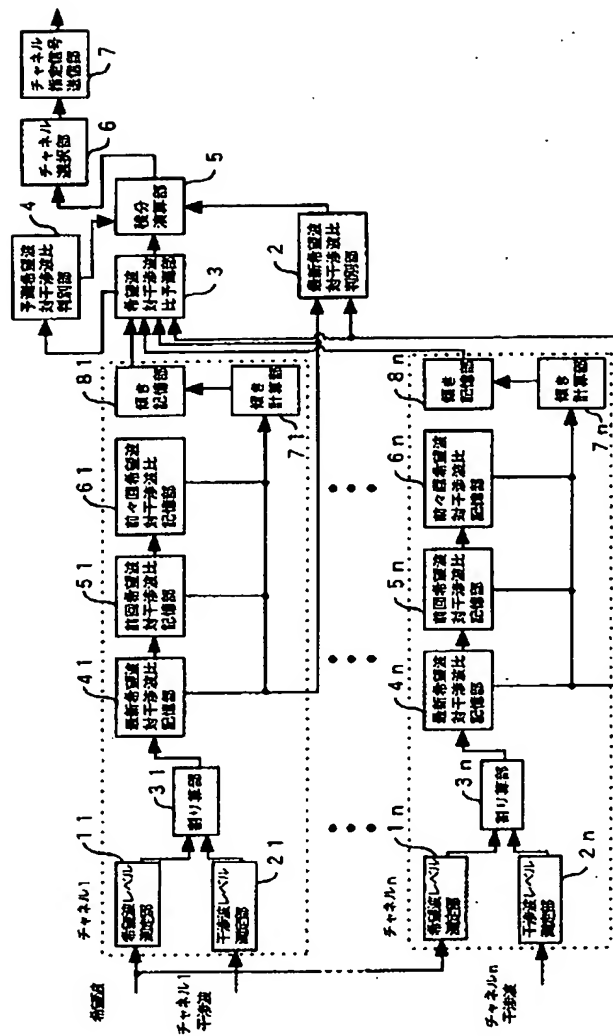 希望波
チャネル1
干渉波
チャネル1
11
希望波レベル
測定部
干渉波レベル
測定部
21
割り算部
31
41
最新希望波
対干渉波比
記憶部
51
前回希望波
対干渉波比
記憶部
61
前々回希望波
対干渉波比
記憶部
81
傾き
記憶部
傾き
計算部
71
チャネルn
干渉波
チャネルn
1n
希望波レベル
測定部
干渉波レベル
測定部
2n
割り算部
3n
4n
最新希望波
対干渉波比
記憶部
5n
前回希望波
対干渉波比
記憶部
6n
前々回希望波
対干渉波比
記憶部
8n
傾き
記憶部
傾き
計算部
7n
2
最新希望波
対干渉波比
判別部
希望波
対干渉波
比予測部
3
4
予測希望波
対干渉波比
判別部
積分
演算部
5
チャネル
選択部
6
チャネル
指定信号
送信部
7